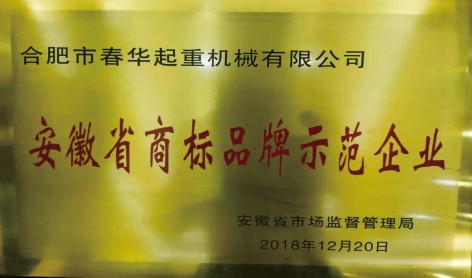 合肥市春华起重机械有限公司
安徽省商标品牌示范企业
安徽省市场监督管理局
2018年12月20日